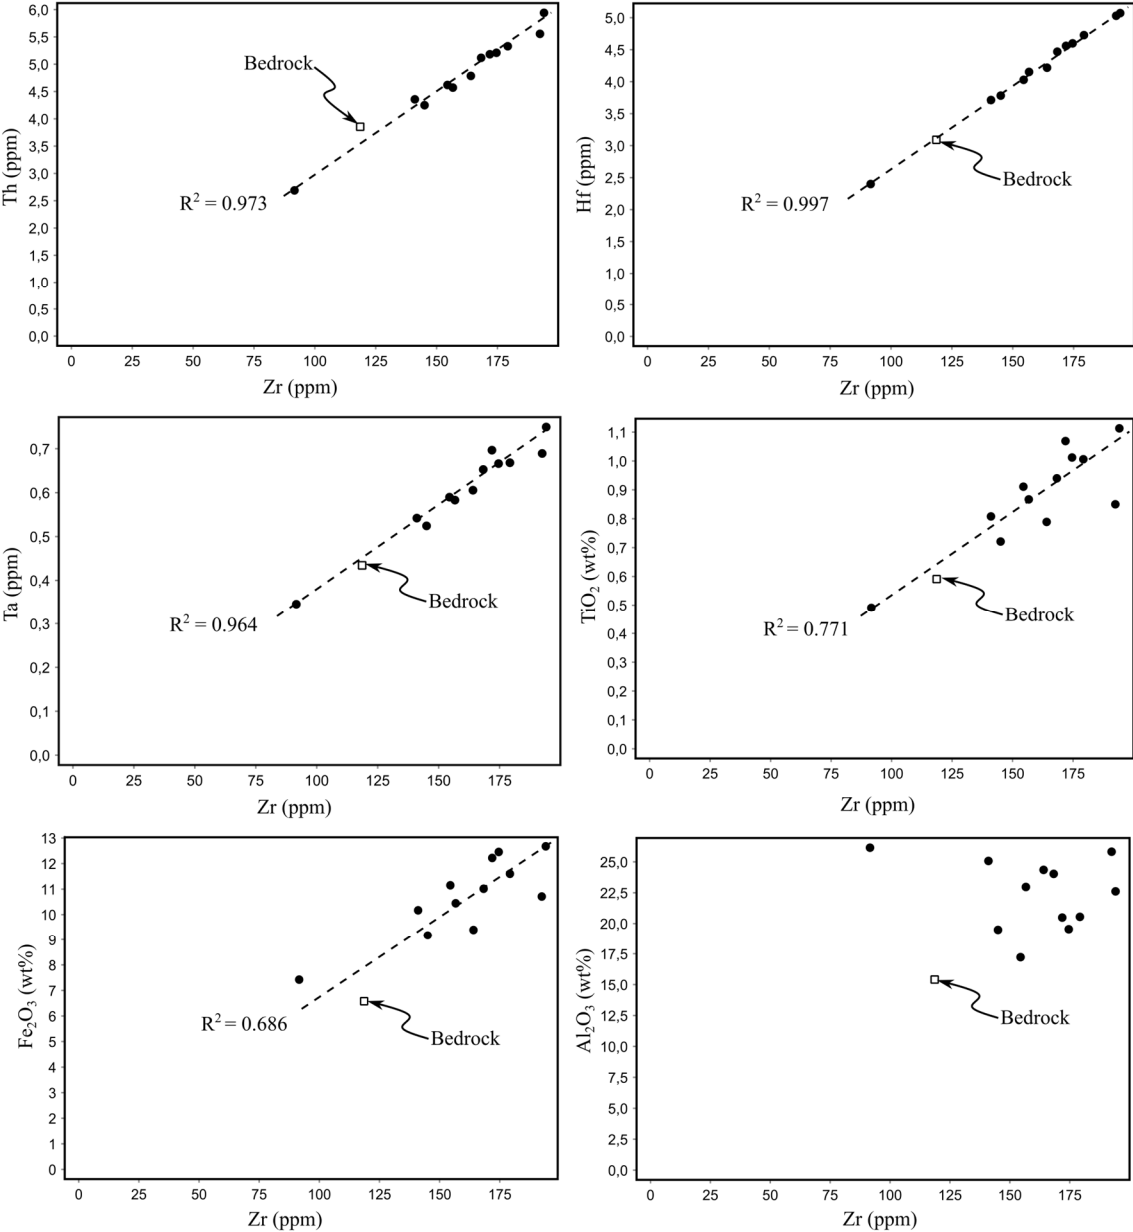 6,0
5,5
5,0
4,5
4,0
3,5
3,0
2,5
2,0
1,5
1,0
0,5
0,0
Th (ppm)
Bedrock
R² = 0.973
0 25 50 75 100 125 150 175
Zr (ppm)
5,0
4,5
4,0
3,5
3,0
2,5
2,0
1,5
1,0
0,5
0,0
Hf (ppm)
Bedrock
R² = 0.997
0 25 50 75 100 125 150 175
Zr (ppm)
0,7
0,6
0,5
0,4
0,3
0,2
0,1
0,0
Ta (ppm)
Bedrock
R² = 0.964
0 25 50 75 100 125 150 175
Zr (ppm)
1,1
1,0
0,9
0,8
0,7
0,6
0,5
0,4
0,3
0,2
0,1
0,0
TiO₂ (wt%)
Bedrock
R² = 0.771
0 25 50 75 100 125 150 175
Zr (ppm)
13
12
11
10
9
8
7
6
5
4
3
2
1
0
Fe₂O₃ (wt%)
R² = 0.686
Bedrock
0 25 50 75 100 125 150 175
Zr (ppm)
25,0
22,5
20,0
17,5
15,0
12,5
10,0
7,5
5,0
2,5
0,0
Al₂O₃ (wt%)
Bedrock
0 25 50 75 100 125 150 175
Zr (ppm)